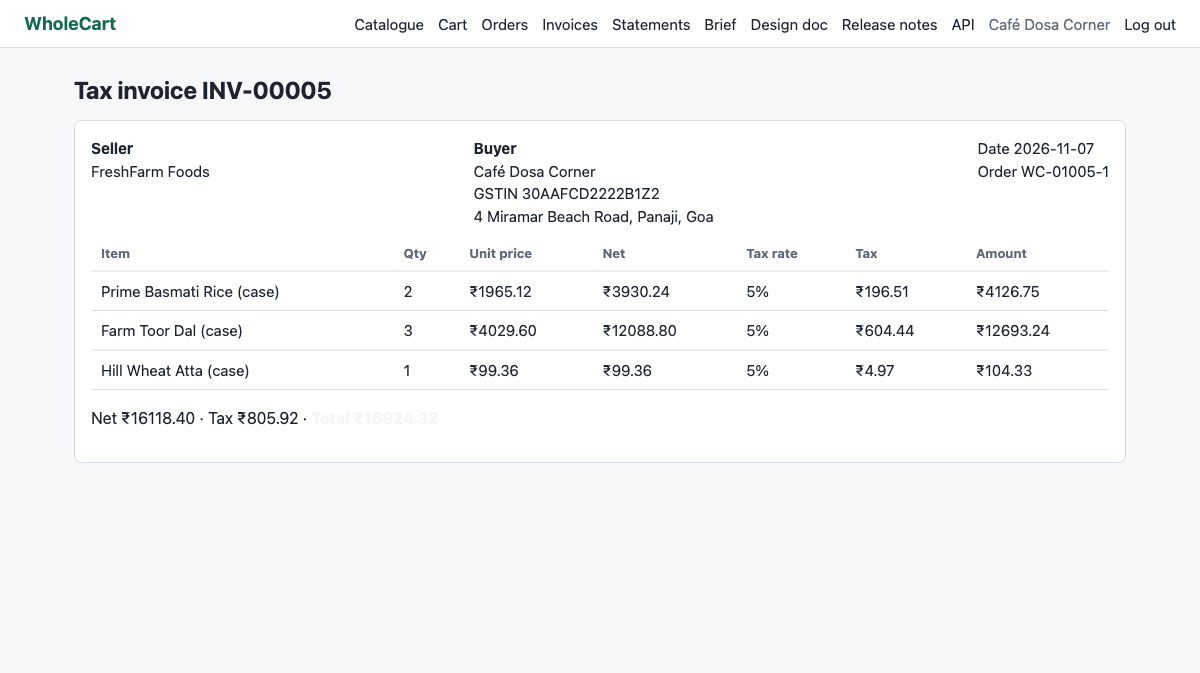 WholeCart Catalogue Cart Orders Invoices Statements Brief Design doc Release notes API Café Dosa Corner Log out
Tax invoice INV-00005
Seller
FreshFarm Foods
Buyer
Café Dosa Corner
GSTIN 30AAFCD2222B1Z2
4 Miramar Beach Road, Panaji, Goa
Date 2026-11-07
Order WC-01005-1
Item Qty Unit price Net Tax rate Tax Amount
Prime Basmati Rice (case) 2 ₹1965.12 ₹3930.24 5% ₹196.51 ₹4126.75
Farm Toor Dal (case) 3 ₹4029.60 ₹12088.80 5% ₹604.44 ₹12693.24
Hill Wheat Atta (case) 1 ₹99.36 ₹99.36 5% ₹4.97 ₹104.33
Net ₹16118.40 · Tax ₹805.92 · Total ₹16924.32